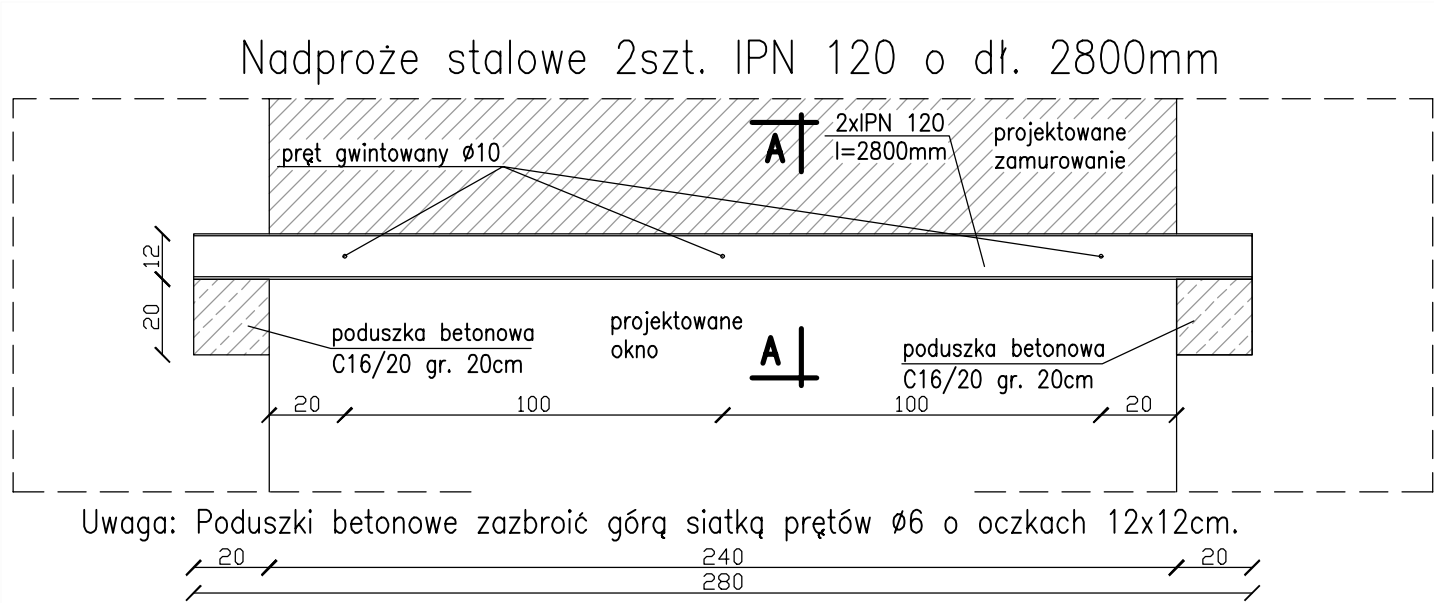 Nadproże stalowe 2szt. IPN 120 o dł. 2800mm
pręt gwintowany ø10
A
2xIPN 120
l=2800mm
projektowane
zamurowanie
12
20
poduszka betonowa
C16/20 gr. 20cm
projektowane
okno
A
poduszka betonowa
C16/20 gr. 20cm
20
100
100
20
Uwaga: Poduszki betonowe zazbroić górą siatką prętów ø6 o oczkach 12x12cm.
20
240
20
280